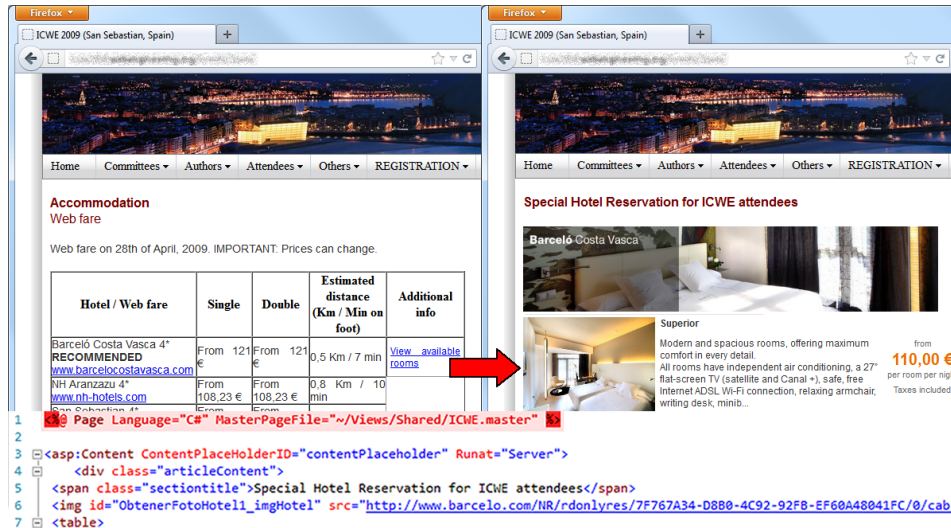 Firefox
ICWE 2009 (San Sebastian, Spain)
Home Committees Authors Attendees Others REGISTRATION
Accommodation
Web fare
Web fare on 28th of April, 2009. IMPORTANT: Prices can change.
Hotel / Web fare Single Double Estimated distance (Km / Min on foot) Additional info
Barceló Costa Vasca 4* RECOMMENDED www.barcelocostavasca.com From 121 € From 121 € 0,5 Km / 7 min View available rooms
NH Aranzazu 4* www.nh-hotels.com From 108,23 € From 108,23 € 0,8 Km / 10 min
San Sebastian 4* From From
Firefox
ICWE 2009 (San Sebastian, Spain)
Home Committees Authors Attendees Others REGISTRATION
Special Hotel Reservation for ICWE attendees
Barceló Costa Vasca
Superior
Modern and spacious rooms, offering maximum
comfort in every detail.
All rooms have independent air conditioning, a 27"
flat-screen TV (satellite and Canal +), safe, free
Internet ADSL Wi-Fi connection, relaxing armchair,
writing desk, minib...
from
110,00 €
per room per nig
Taxes included
1 <%@ Page Language="C#" MasterPageFile="~/Views/Shared/ICWE.master" %>
2
3 <asp:Content ContentPlaceHolderID="contentPlaceholder" Runat="Server">
4 <div class="articleContent">
5 <span class="sectiontitle">Special Hotel Reservation for ICWE attendees</span>
6 <img id="ObtenerFotoHotel1_imgHotel" src="http://www.barcelo.com/NR/rdonlyres/7F767A34-D8B0-4C92-92FB-EF60A48041FC/0/cab
7 <table>